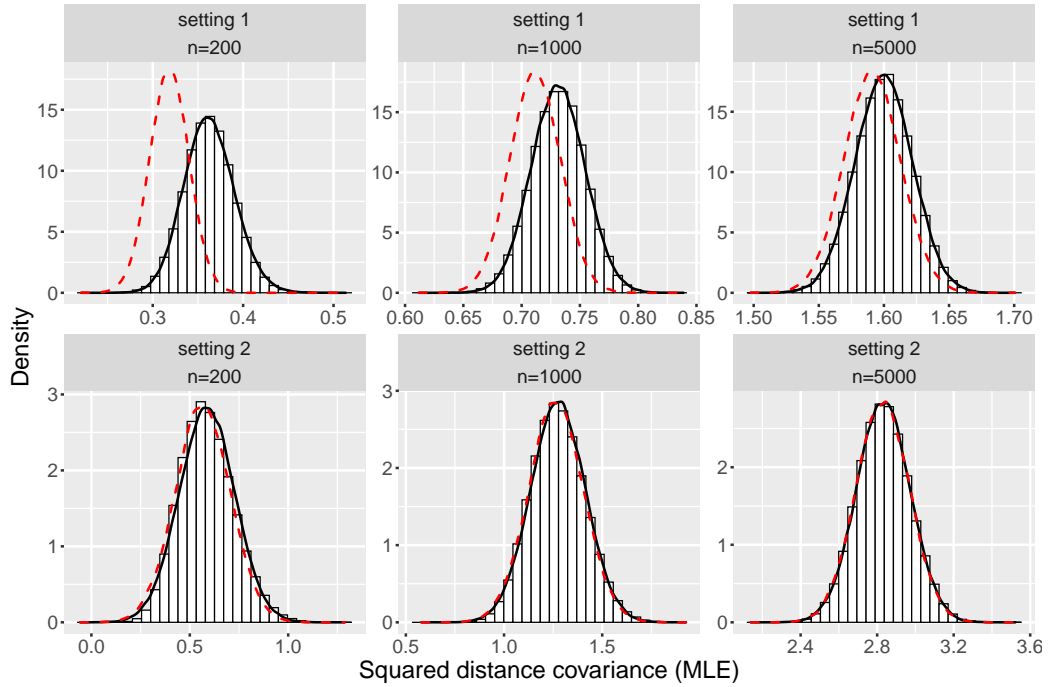 setting 1
n=200
setting 1
n=1000
setting 1
n=5000
15
10
5
0
15
10
5
0
15
10
5
0
0.3 0.4 0.5
0.60 0.65 0.70 0.75 0.80 0.85
1.50 1.55 1.60 1.65 1.70
Density
setting 2
n=200
setting 2
n=1000
setting 2
n=5000
3
2
1
0
3
2
1
0
3
2
1
0
0.0 0.5 1.0
0.5 1.0 1.5
2.4 2.8 3.2 3.6
Squared distance covariance (MLE)